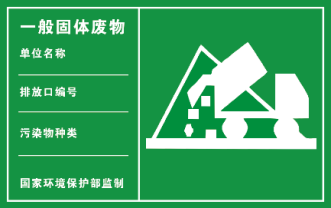 一般固体废物
单位名称
排放口编号
污染物种类
国家环境保护部监制